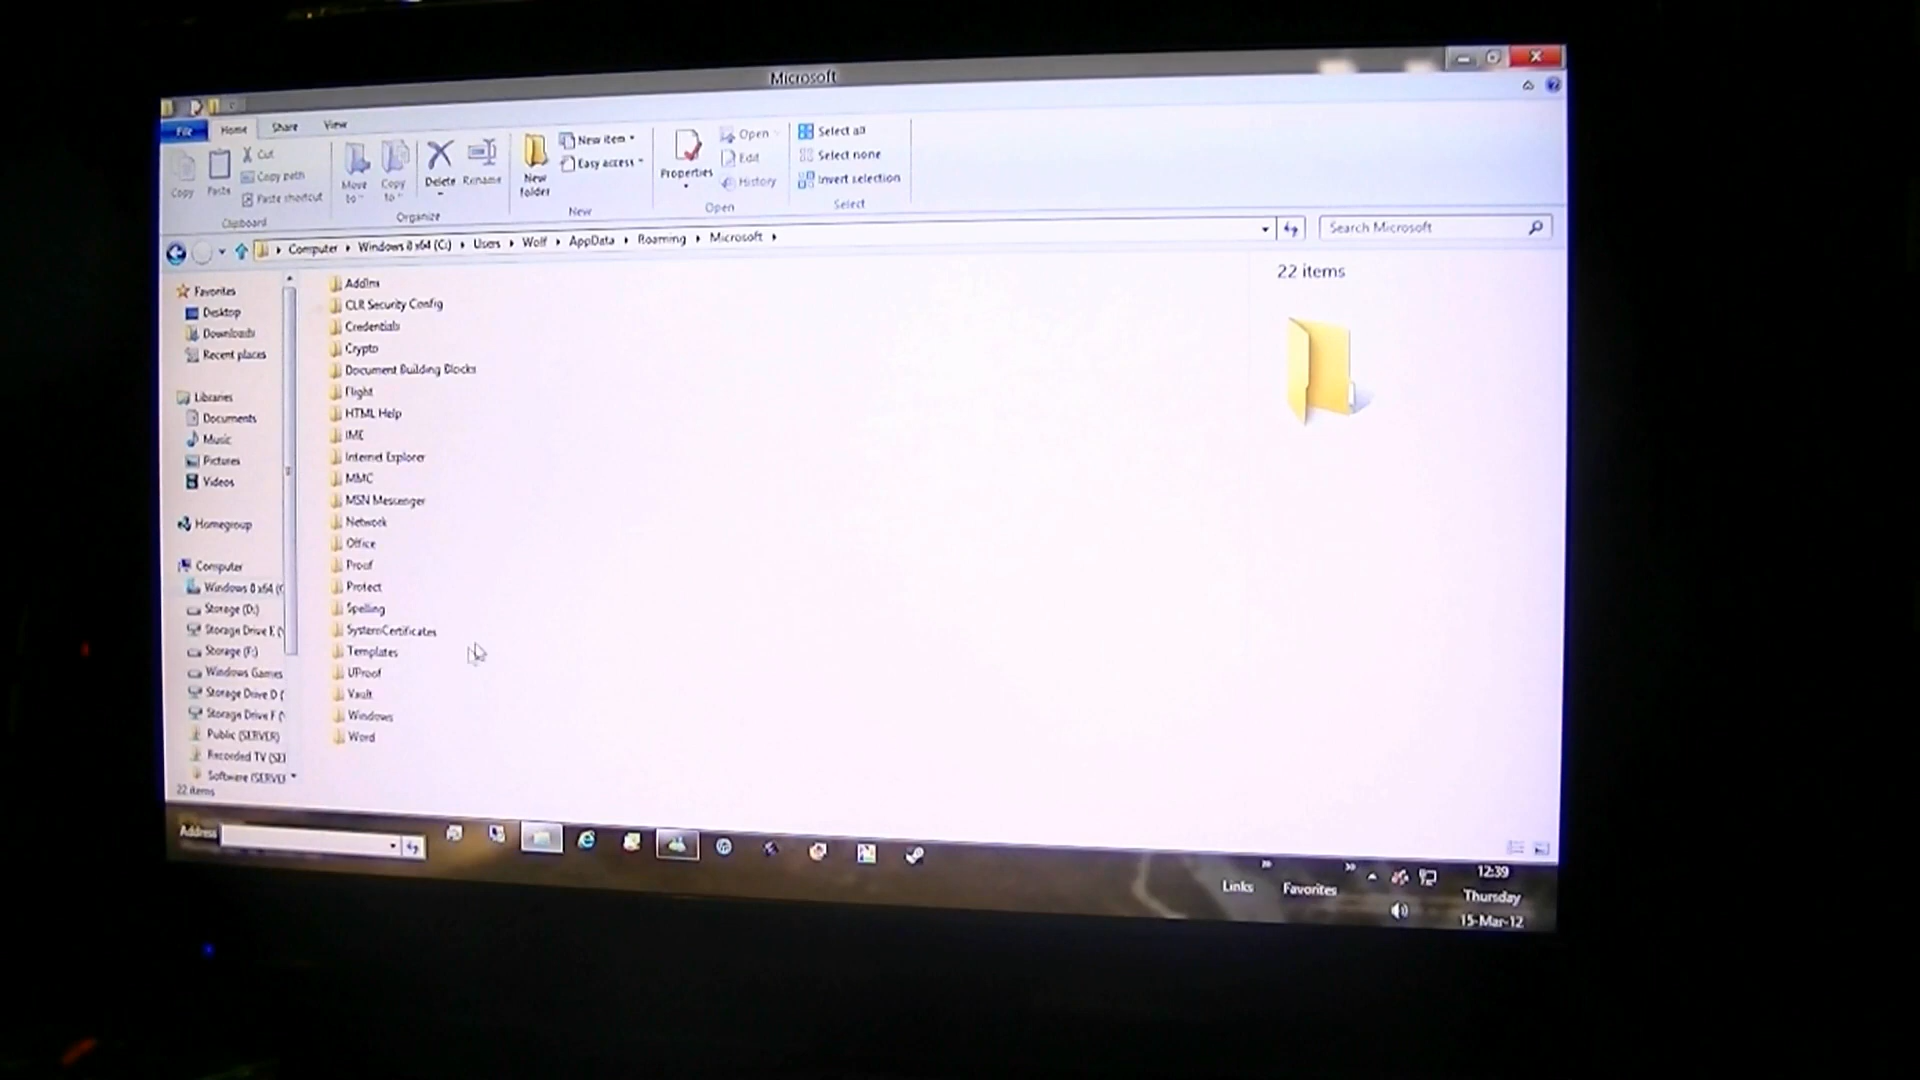 Microsoft
File Home Share View
Copy
Paste
Cut
Copy path
Paste shortcut
Clipboard
Move to
Copy to
Delete
Rename
Organize
New folder
New item
Easy access
New
Properties
Open
Edit
History
Open
Select all
Select none
Invert selection
Select
Computer Windows 8 x64 (C:) Users Wolf AppData Roaming Microsoft
Search Microsoft
Favorites
Desktop
Downloads
Recent places
Libraries
Documents
Music
Pictures
Videos
Homegroup
Computer
Windows 8 x64 (
Storage (D:)
Storage Drive E (
Storage (F:)
Windows Games
Storage Drive D (
Storage Drive F (
Public (SERVER)
Recorded TV (SE
Software (SERVE
22 items
AddIns
CLR Security Config
Credentials
Crypto
Document Building Blocks
Flight
HTML Help
IME
Internet Explorer
MMC
MSN Messenger
Network
Office
Proof
Protect
Spelling
SystemCertificates
Templates
UProof
Vault
Windows
Word
22 items
Address
Links
Favorites
12:39
Thursday
15-Mar-12